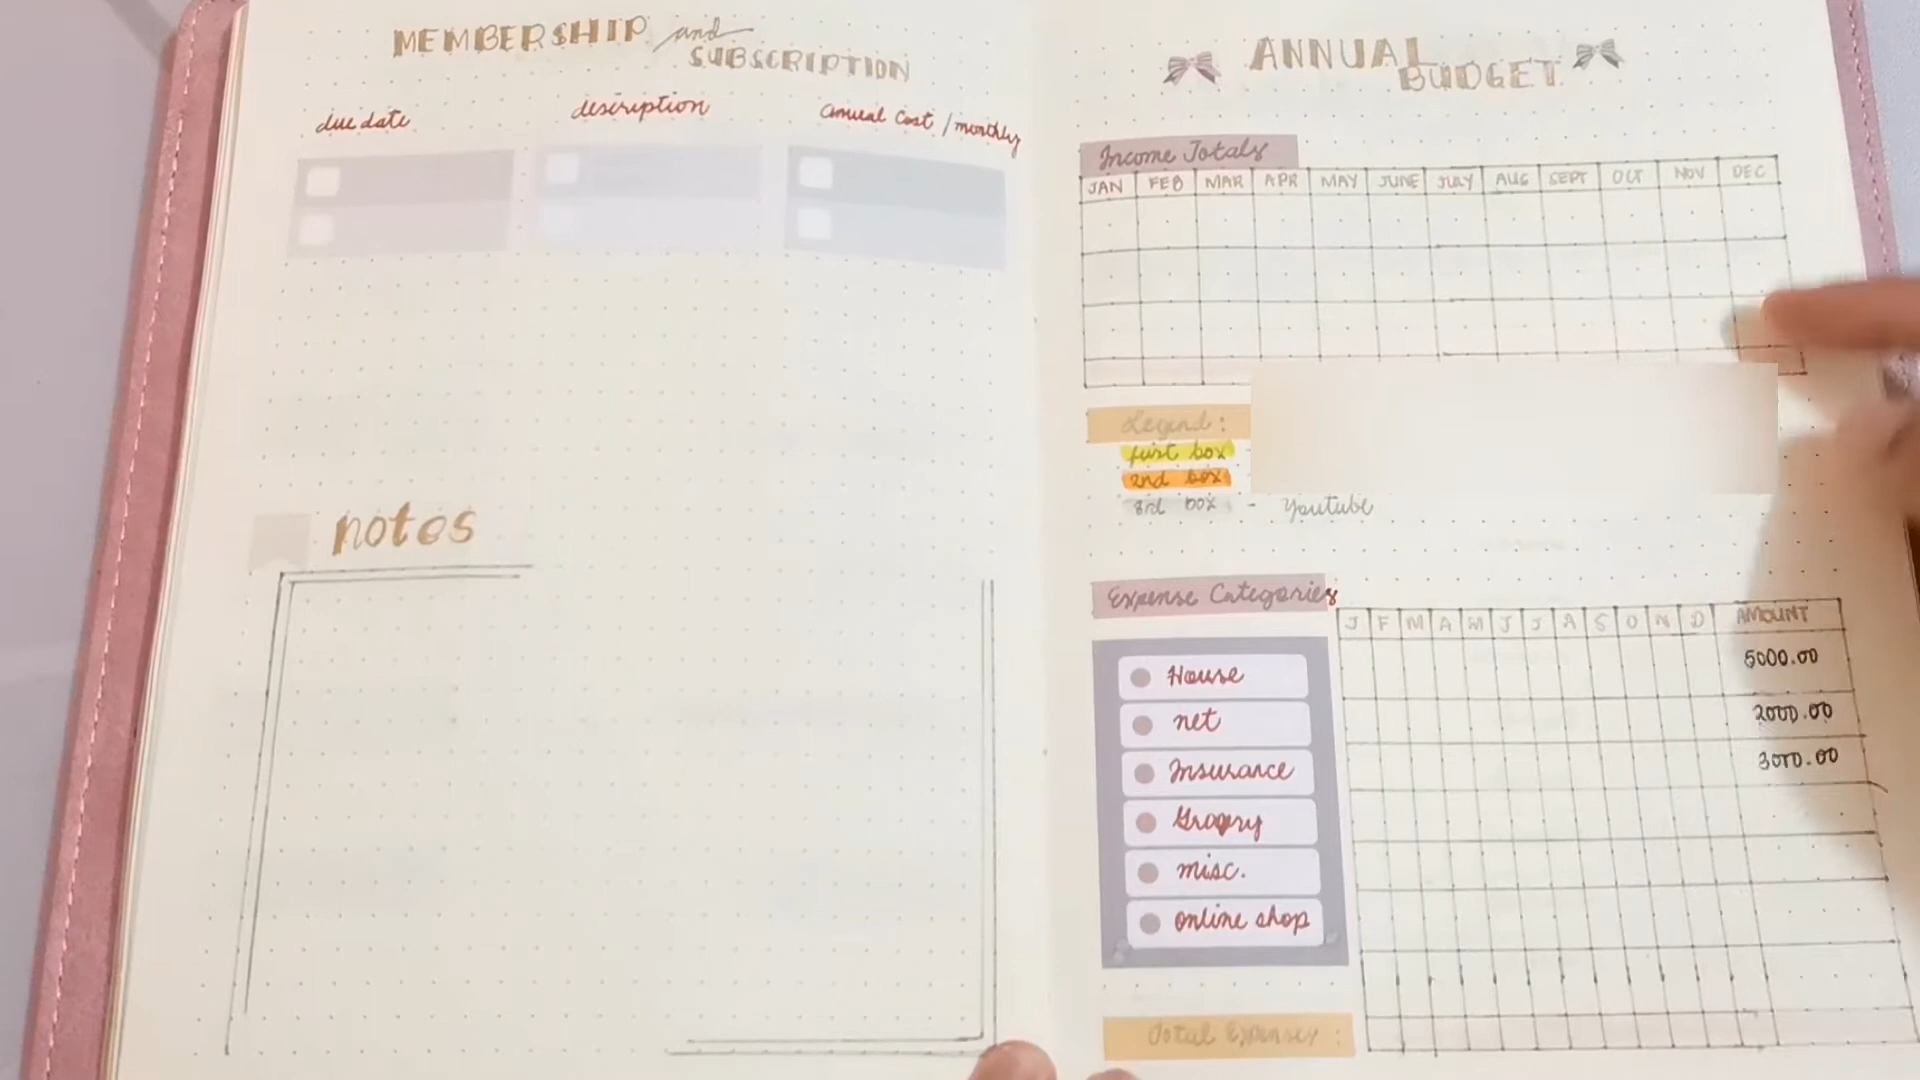 MEMBERSHIP and
SUBSCRIPTION
due date
description
annual cost / monthly
notes
ANNUAL
BUDGET
Income Totals
JAN FEB MAR APR MAY JUNE JULY AUG SEPT OCT NOV DEC
Legend:
first box
2nd box
3rd box - Youtube
Expense Categories
J F M A M J J A S O N D AMOUNT
House 5000.00
net 2000.00
Insurance 3000.00
Grocery
misc.
online shop
Total Expenses :